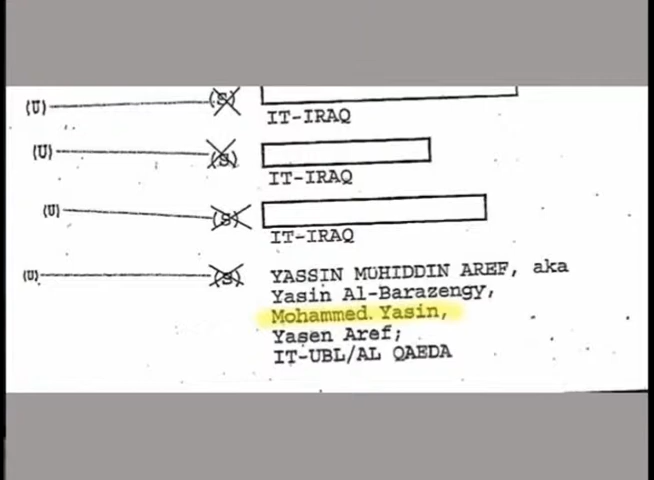 (U) (S)
IT-IRAQ
(U) (S)
IT-IRAQ
(U) (S)
IT-IRAQ
(U) (S) YASSIN MUHIDDIN AREF, aka
Yasin Al-Barazengy,
Mohammed Yasin,
Yasen Aref;
IT-UBL/AL QAEDA